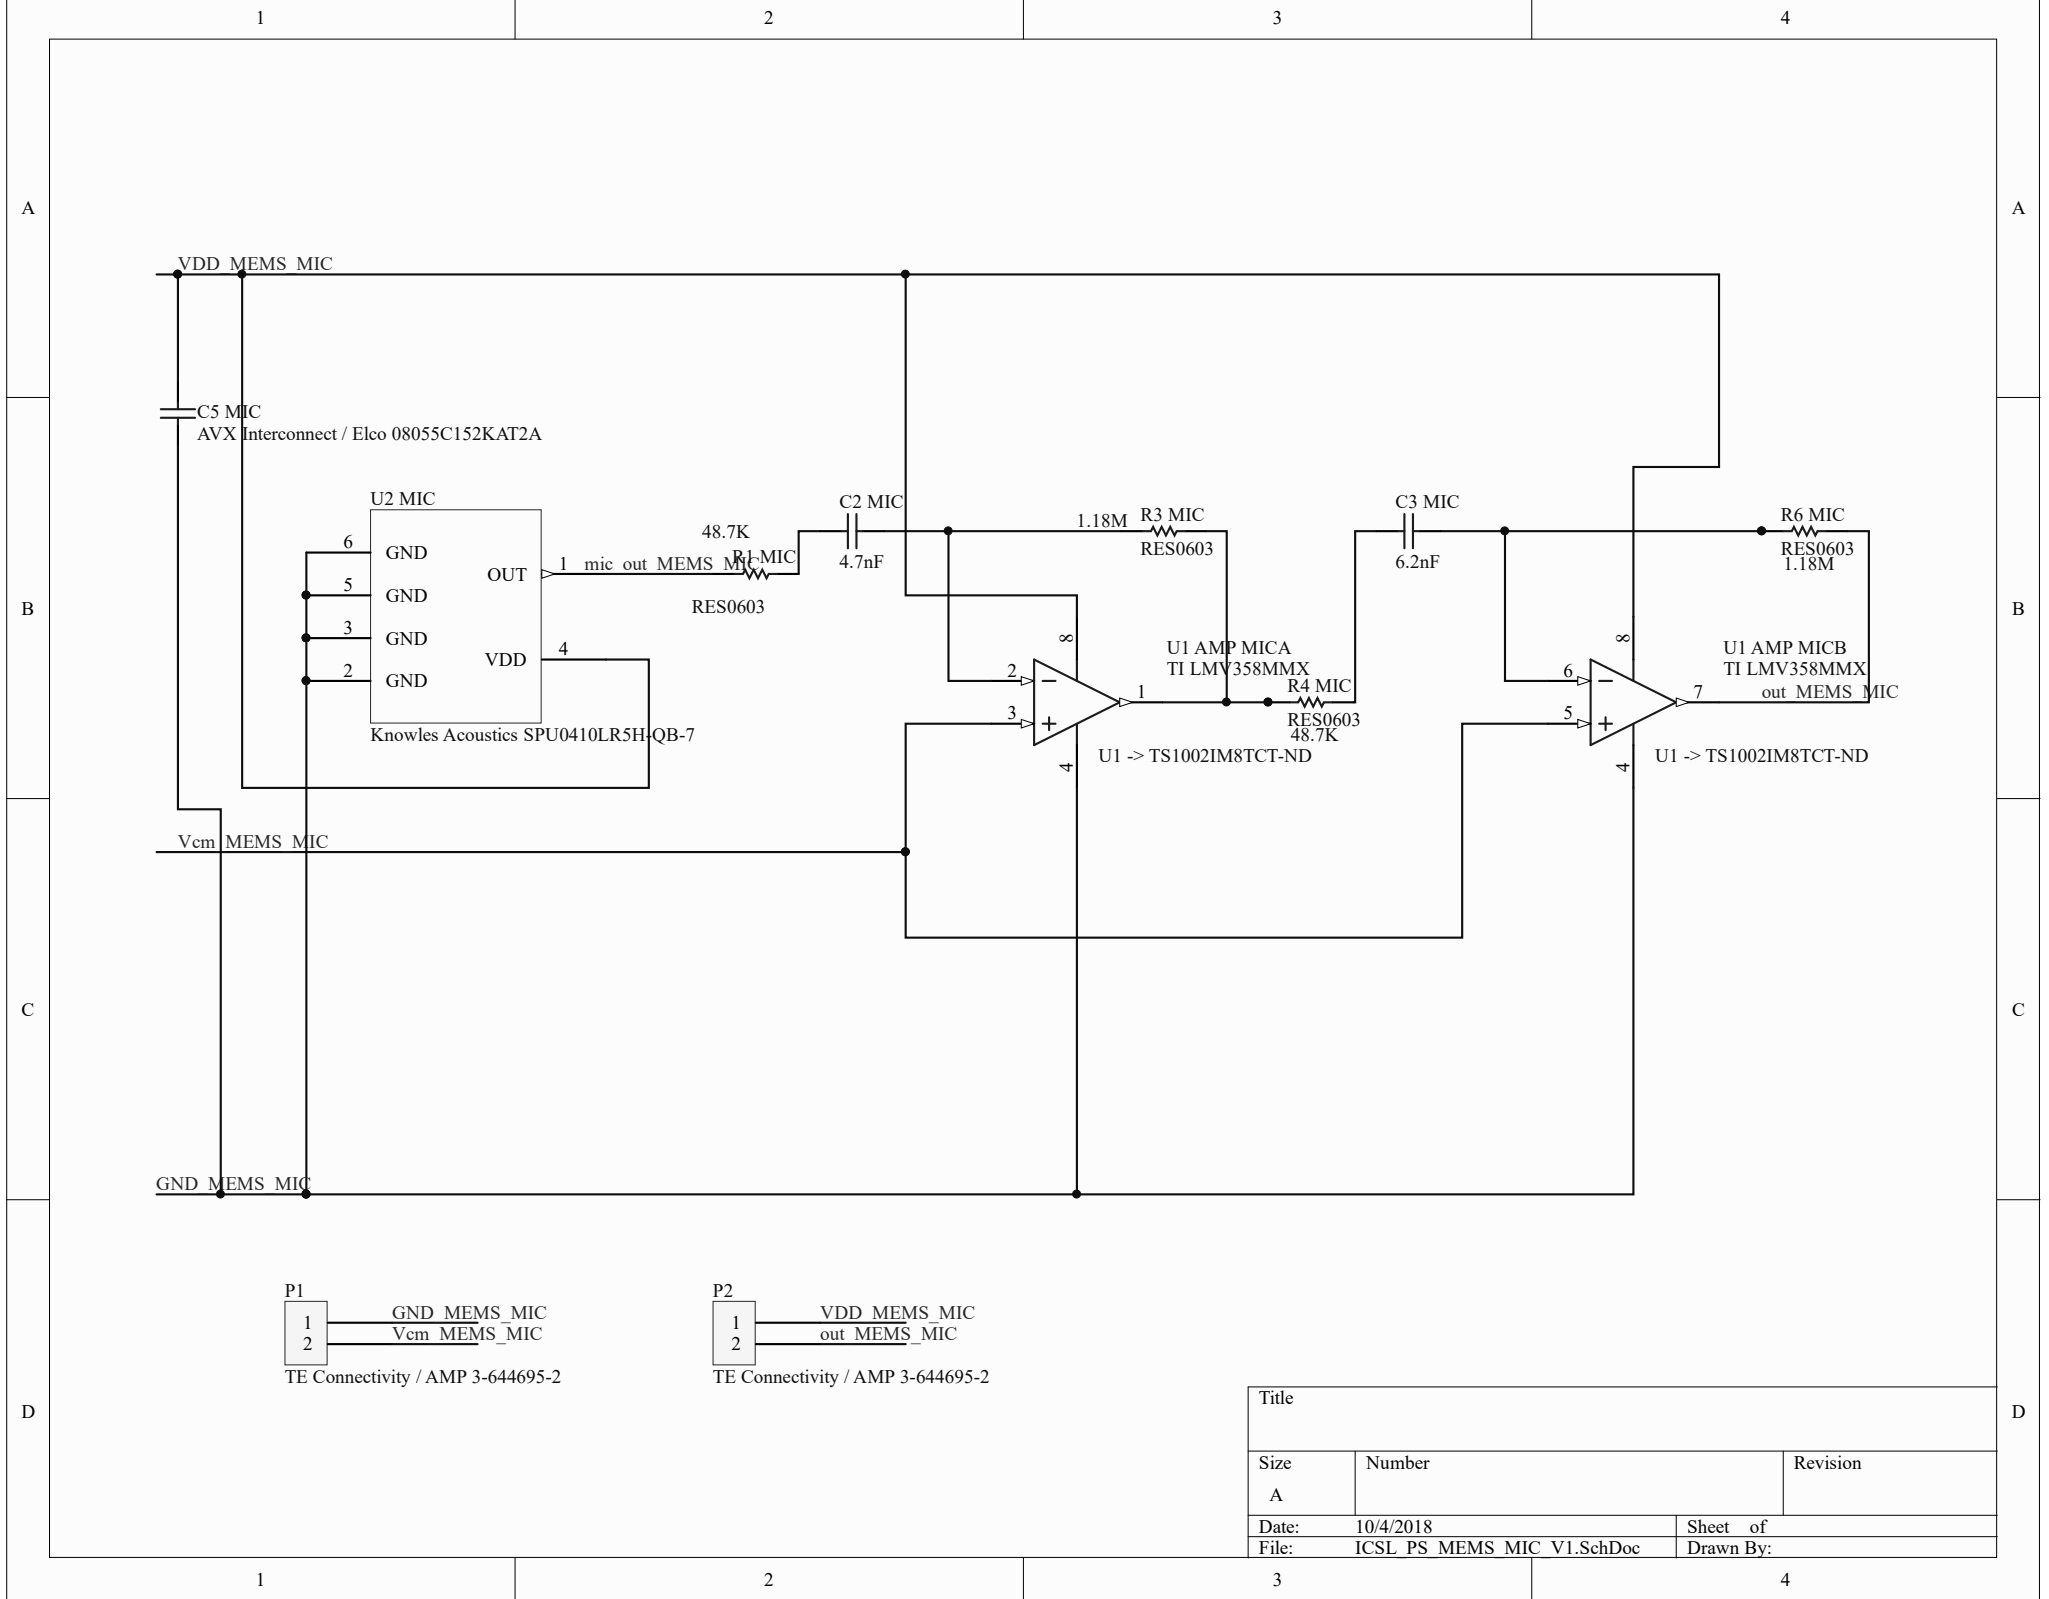 1 2 3 4
A A
VDD_MEMS_MIC
C5 MIC
AVX Interconnect / Elco 08055C152KAT2A
U2 MIC
6 GND
5 GND
3 GND
2 GND
OUT 1
VDD 4
Knowles Acoustics SPU0410LR5H-QB-7
mic_out_MEMS_MIC
48.7K
R1 MIC
RES0603
C2 MIC
4.7nF
1.18M
R3 MIC
RES0603
8
U1 AMP MICA
TI LMV358MMX
2
3
1
4
U1 -> TS1002IM8TCT-ND
R4 MIC
RES0603
48.7K
C3 MIC
6.2nF
R6 MIC
RES0603
1.18M
8
U1 AMP MICB
TI LMV358MMX
out_MEMS_MIC
6
5
7
4
U1 -> TS1002IM8TCT-ND
B B
Vcm_MEMS_MIC
C C
GND_MEMS_MIC
P1
1 GND_MEMS_MIC
2 Vcm_MEMS_MIC
TE Connectivity / AMP 3-644695-2
P2
1 VDD_MEMS_MIC
2 out_MEMS_MIC
TE Connectivity / AMP 3-644695-2
D D
Title
Size Number Revision
A
Date: 10/4/2018 Sheet of
File: ICSL_PS_MEMS_MIC_V1.SchDoc Drawn By:
1 2 3 4